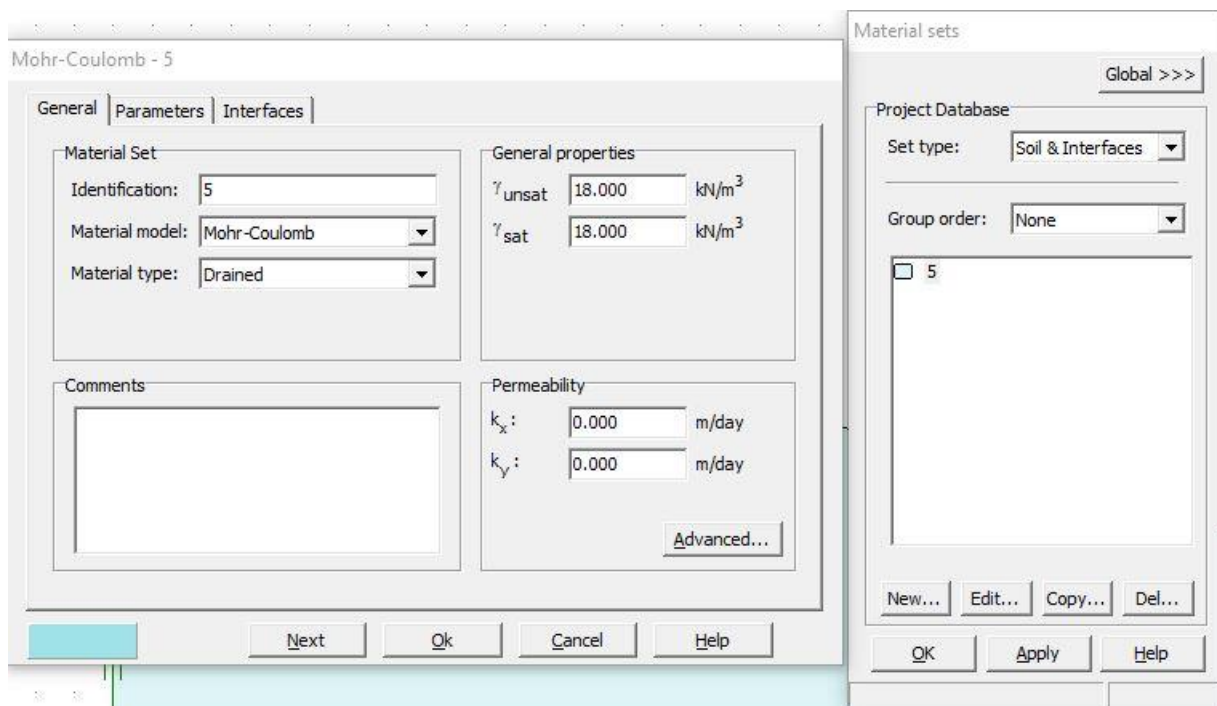 Mohr-Coulomb - 5
General Parameters Interfaces
Material Set
Identification: 5
Material model: Mohr-Coulomb
Material type: Drained
General properties
γunsat 18.000 kN/m³
γsat 18.000 kN/m³
Comments
Permeability
kx: 0.000 m/day
ky: 0.000 m/day
Advanced...
Next Ok Cancel Help
Material sets
Global >>>
Project Database
Set type: Soil & Interfaces
Group order: None
5
New... Edit... Copy... Del...
OK Apply Help